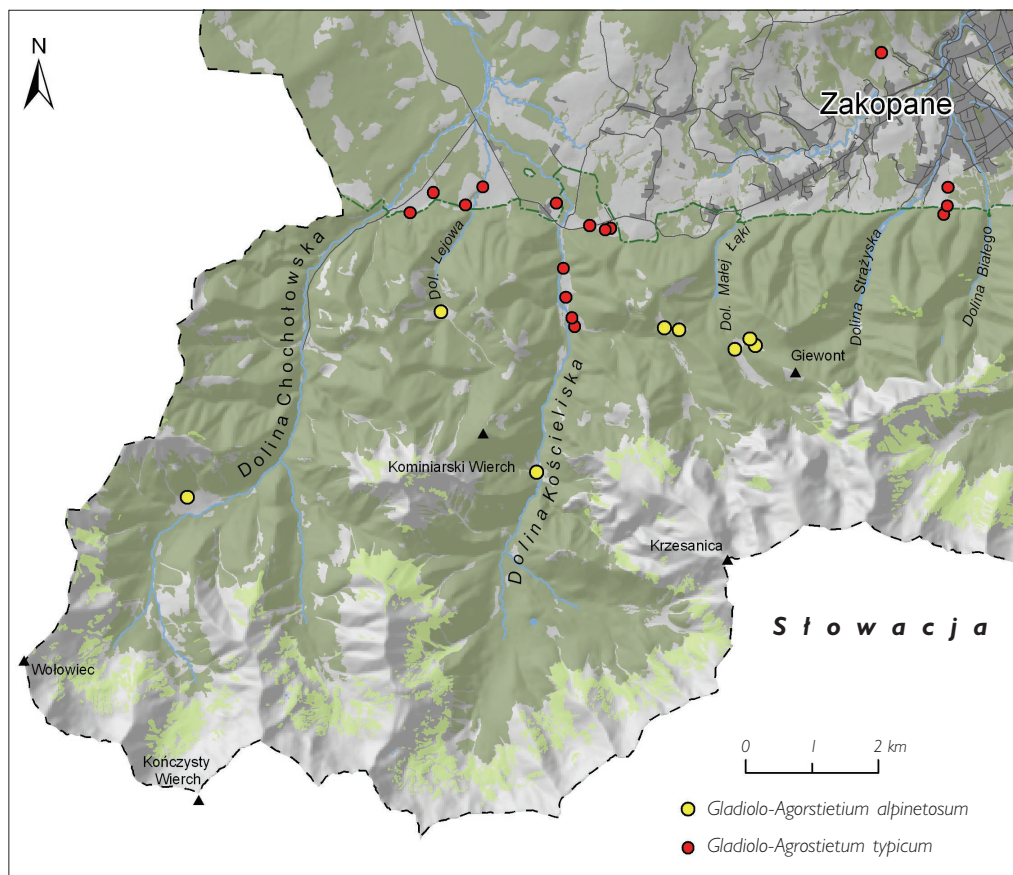 N
Zakopane
Dolina Chochołowska
Dol. Lejowa
Dol. Małej Łąki
Dolina Strążyska
Dolina Białego
Giewont
Dolina Kościeliska
Kominiarski Wierch
Krzesanica
Słowacja
Wołowiec
Kończysty
Wierch
0 1 2 km
Gladiolo-Agorstietium alpinetosum
Gladiolo-Agrostietum typicum